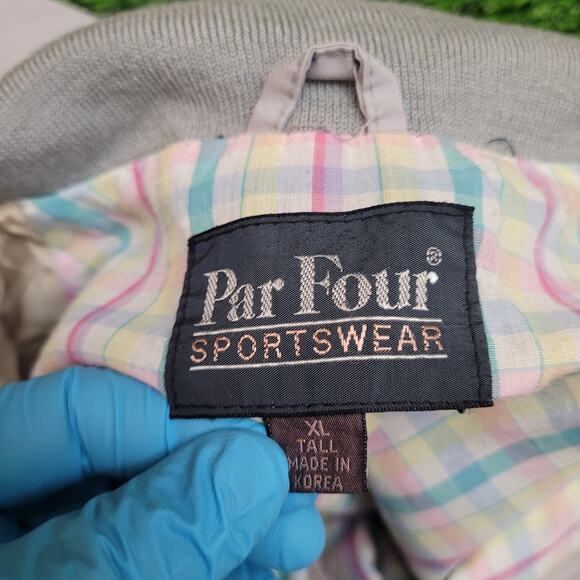 Par Four®
SPORTSWEAR
XL
TALL
MADE IN
KOREA